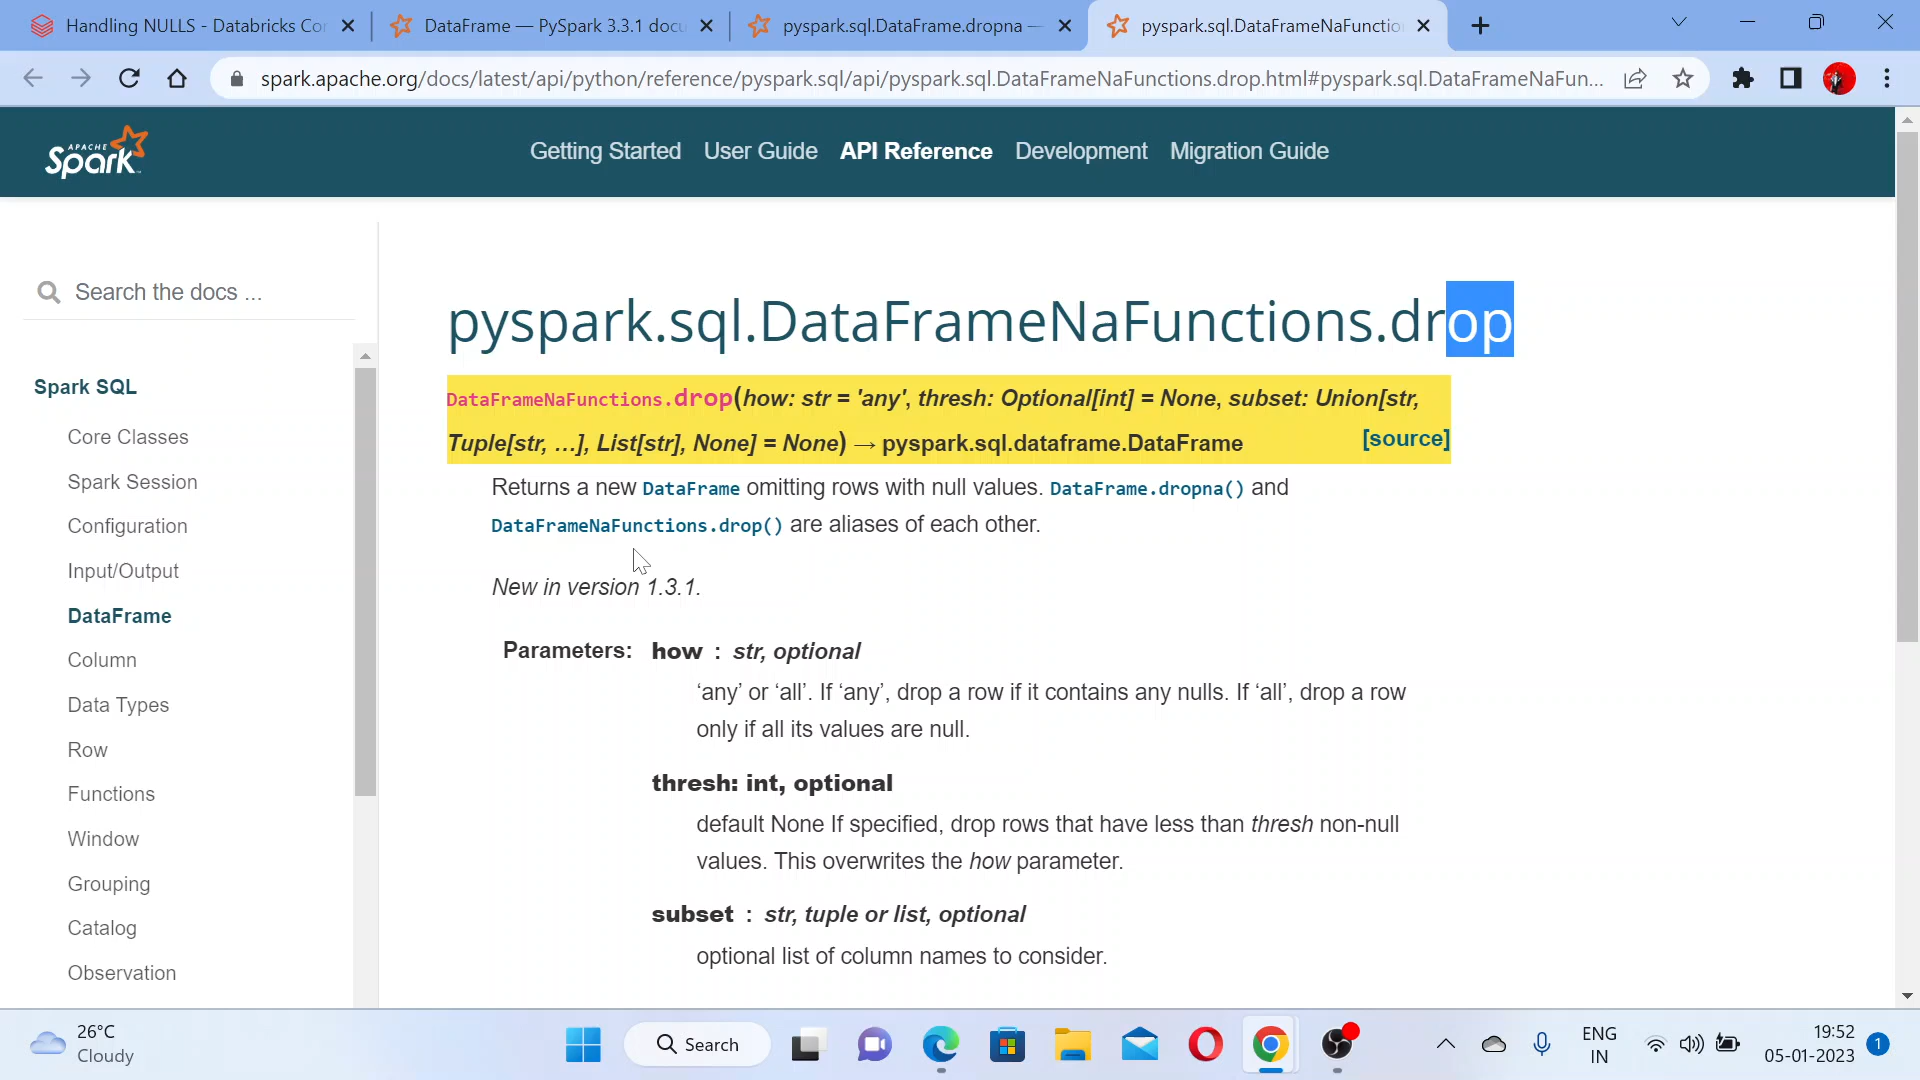 Handling NULLS - Databricks Co
DataFrame — PySpark 3.3.1 docu
pyspark.sql.DataFrame.dropna —
pyspark.sql.DataFrameNaFunctio
spark.apache.org/docs/latest/api/python/reference/pyspark.sql/api/pyspark.sql.DataFrameNaFunctions.drop.html#pyspark.sql.DataFrameNaFun...
APACHE
Spark
Getting Started User Guide API Reference Development Migration Guide
Search the docs ...
Spark SQL
Core Classes
Spark Session
Configuration
Input/Output
DataFrame
Column
Data Types
Row
Functions
Window
Grouping
Catalog
Observation
pyspark.sql.DataFrameNaFunctions.drop
DataFrameNaFunctions.drop(how: str = 'any', thresh: Optional[int] = None, subset: Union[str,
Tuple[str, …], List[str], None] = None) → pyspark.sql.dataframe.DataFrame [source]
Returns a new DataFrame omitting rows with null values. DataFrame.dropna() and
DataFrameNaFunctions.drop() are aliases of each other.
New in version 1.3.1.
Parameters: how : str, optional
‘any’ or ‘all’. If ‘any’, drop a row if it contains any nulls. If ‘all’, drop a row
only if all its values are null.
thresh: int, optional
default None If specified, drop rows that have less than thresh non-null
values. This overwrites the how parameter.
subset : str, tuple or list, optional
optional list of column names to consider.
26°C
Cloudy
Search
ENG
IN
19:52
05-01-2023
1